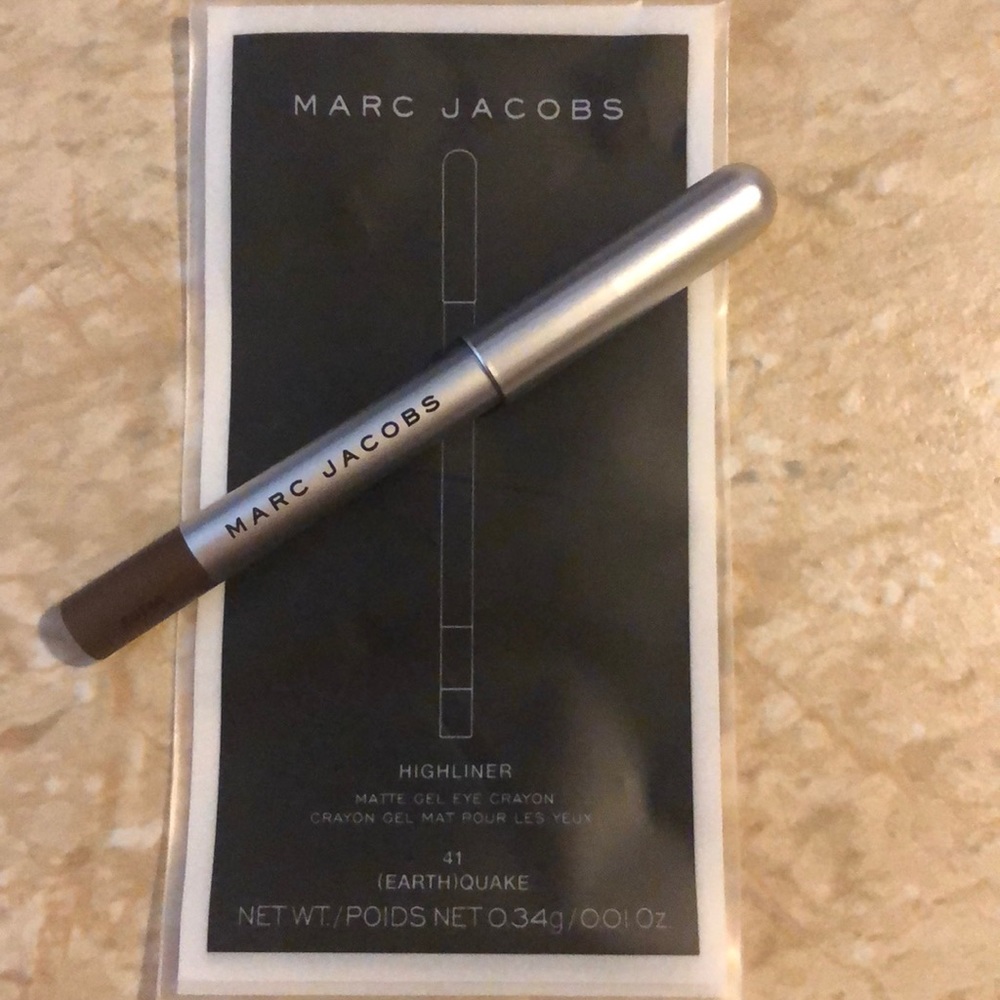 MARC JACOBS
MARC JACOBS
HIGHLINER
MATTE GEL EYE CRAYON
CRAYON GEL MAT POUR LES YEUX
41
(EARTH)QUAKE
NET WT./POIDS NET 0.34g/0.01 Oz.